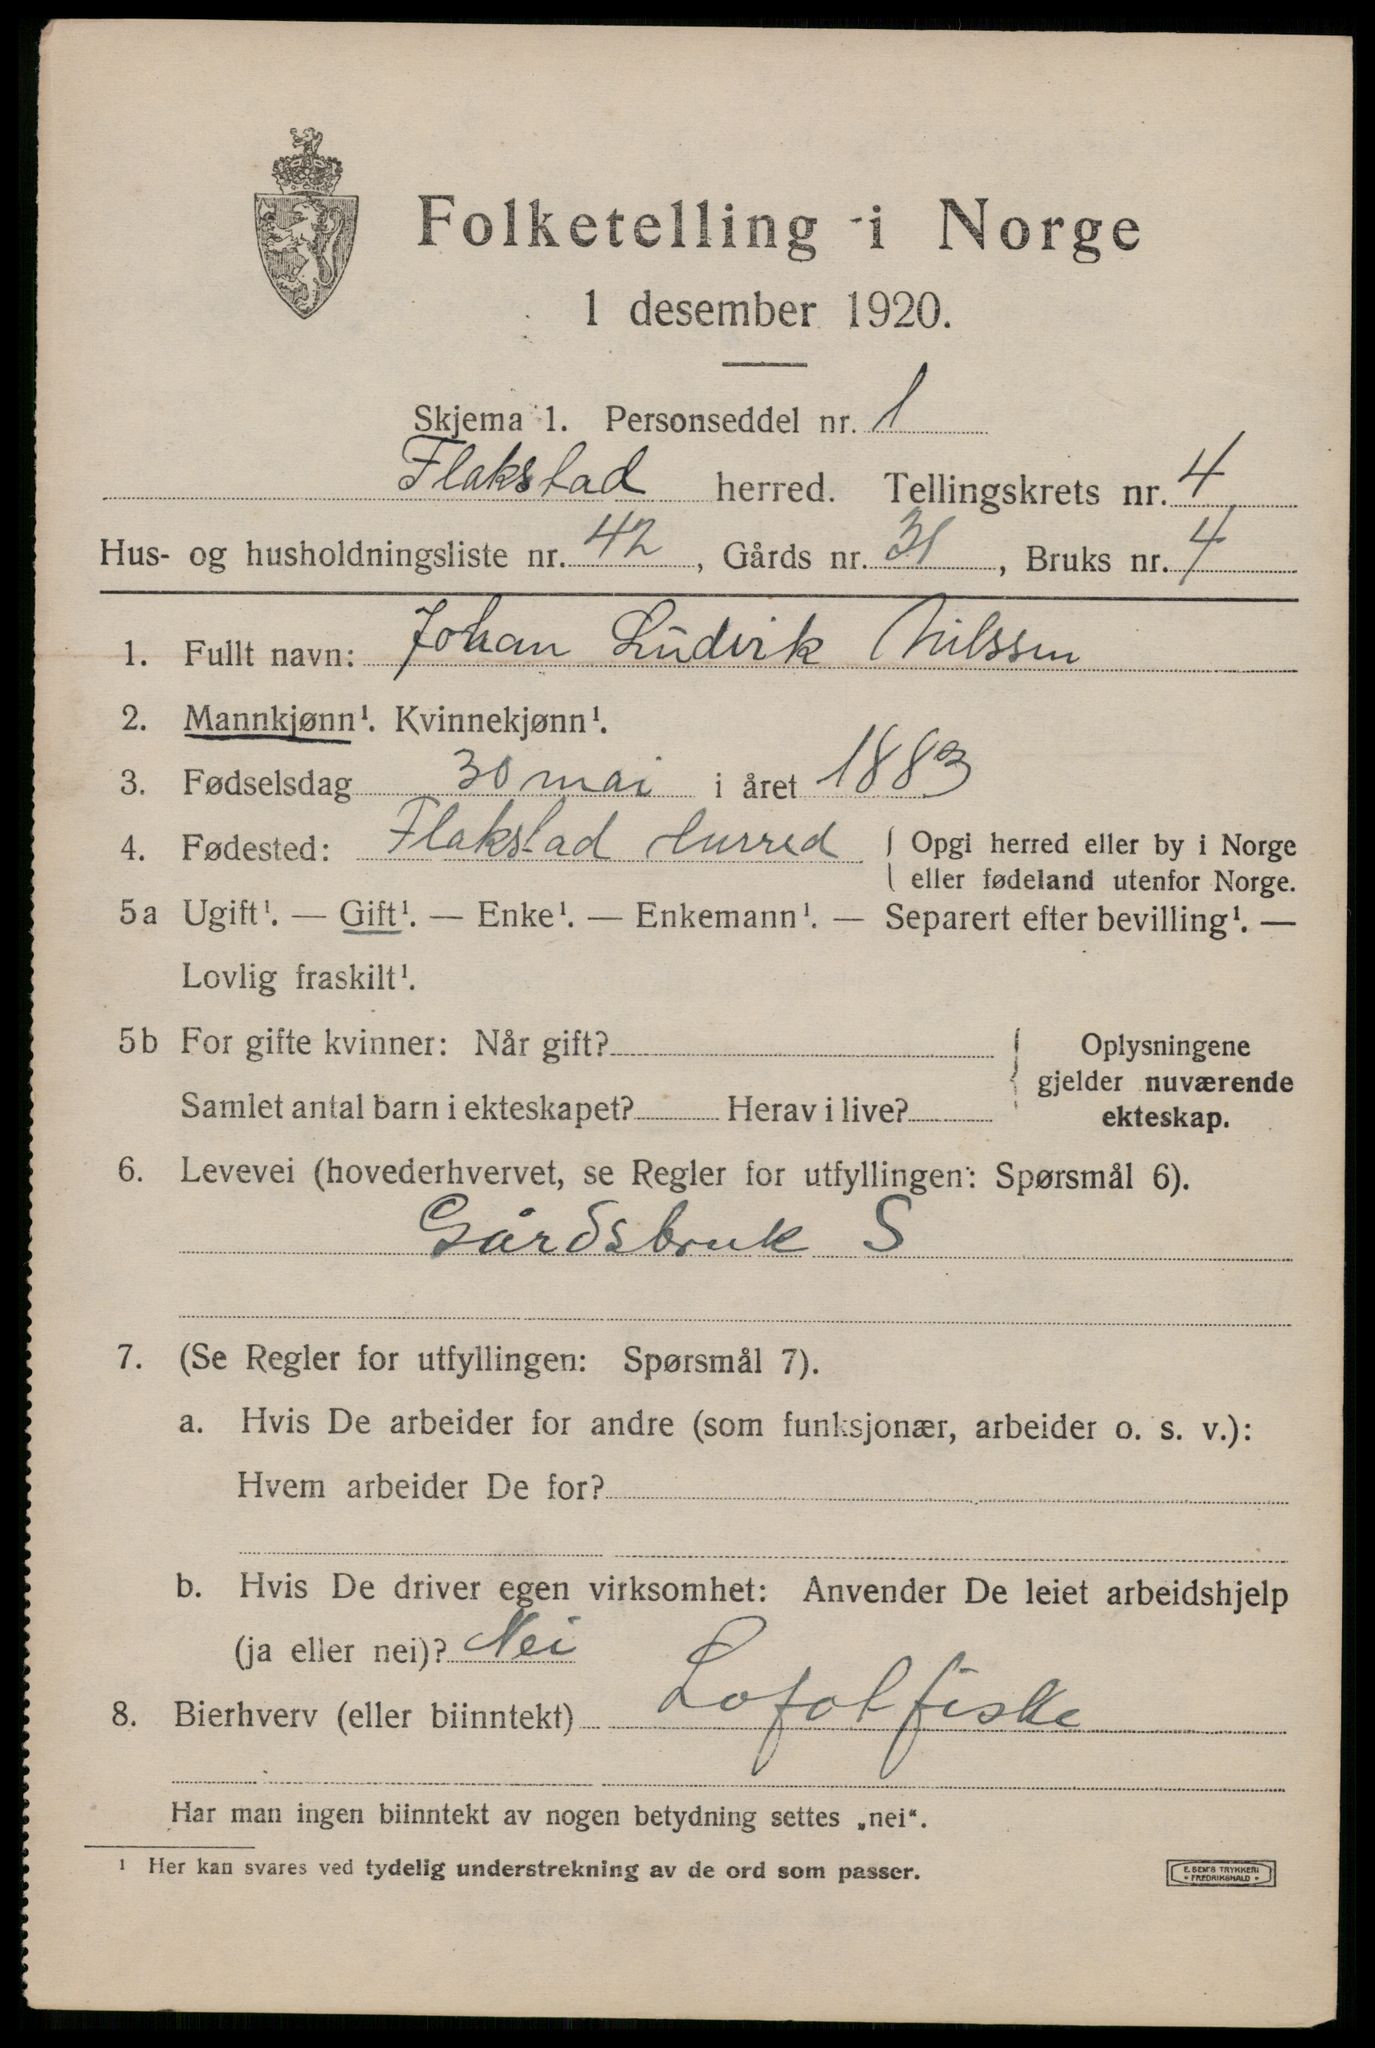 Folketelling i Norge
1 desember 1920.
Skjema 1. Personseddel nr. 1
Flakstad herred. Tellingskrets nr. 4
Hus- og husholdningsliste nr. 42, Gårds nr. 31, Bruks nr. 4
1. Fullt navn: Johan Ludvik Nilssen
2. Mannkjønn¹. Kvinnekjønn¹.
3. Fødselsdag 30 mai i året 1883
4. Fødested: Flakstad herred { Opgi herred eller by i Norge
eller fødeland utenfor Norge.
5a Ugift¹. — Gift¹. — Enke¹. — Enkemann¹. — Separert efter bevilling¹. —
Lovlig fraskilt¹.
5b For gifte kvinner: Når gift? { Oplysningene
gjelder nuværende
Samlet antal barn i ekteskapet? Herav i live?
ekteskap.
6. Levevei (hovederhvervet, se Regler for utfyllingen: Spørsmål 6).
Gårdsbruk S
7. (Se Regler for utfyllingen: Spørsmål 7).
a. Hvis De arbeider for andre (som funksjonær, arbeider o. s. v.):
Hvem arbeider De for?
b. Hvis De driver egen virksomhet: Anvender De leiet arbeidshjelp
(ja eller nei)? Nei
8. Bierhverv (eller biinntekt) Lofotfiske
Har man ingen biinntekt av nogen betydning settes „nei“.
¹ Her kan svares ved tydelig understrekning av de ord som passer.
E. SEM'S TRYKKERI
• FREDRIKSHALD •